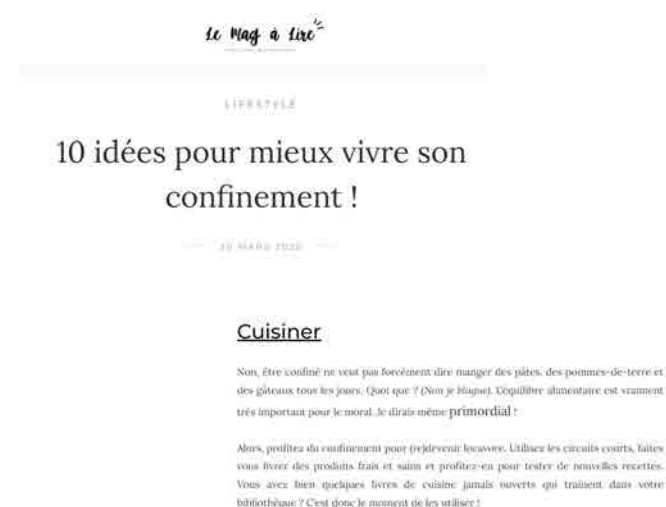 Le Mag à Lire
LIFESTYLE
10 idées pour mieux vivre son
confinement !
30 MARS 2020
Cuisiner
Non, être confiné ne veut pas forcément dire manger des pâtes, des pommes-de-terre et
des gâteaux tous les jours. Quoi que ? (Non je blague). L'équilibre alimentaire est vraiment
très important pour le moral. Je dirais même primordial !
Alors, profitez du confinement pour (re)devenir locavore. Utilisez les circuits courts, faites
vous livrer des produits frais et sains et profitez-en pour tester de nouvelles recettes.
Vous avez bien quelques livres de cuisine jamais ouverts qui trainent dans votre
bibliothèque ? C'est donc le moment de les utiliser !